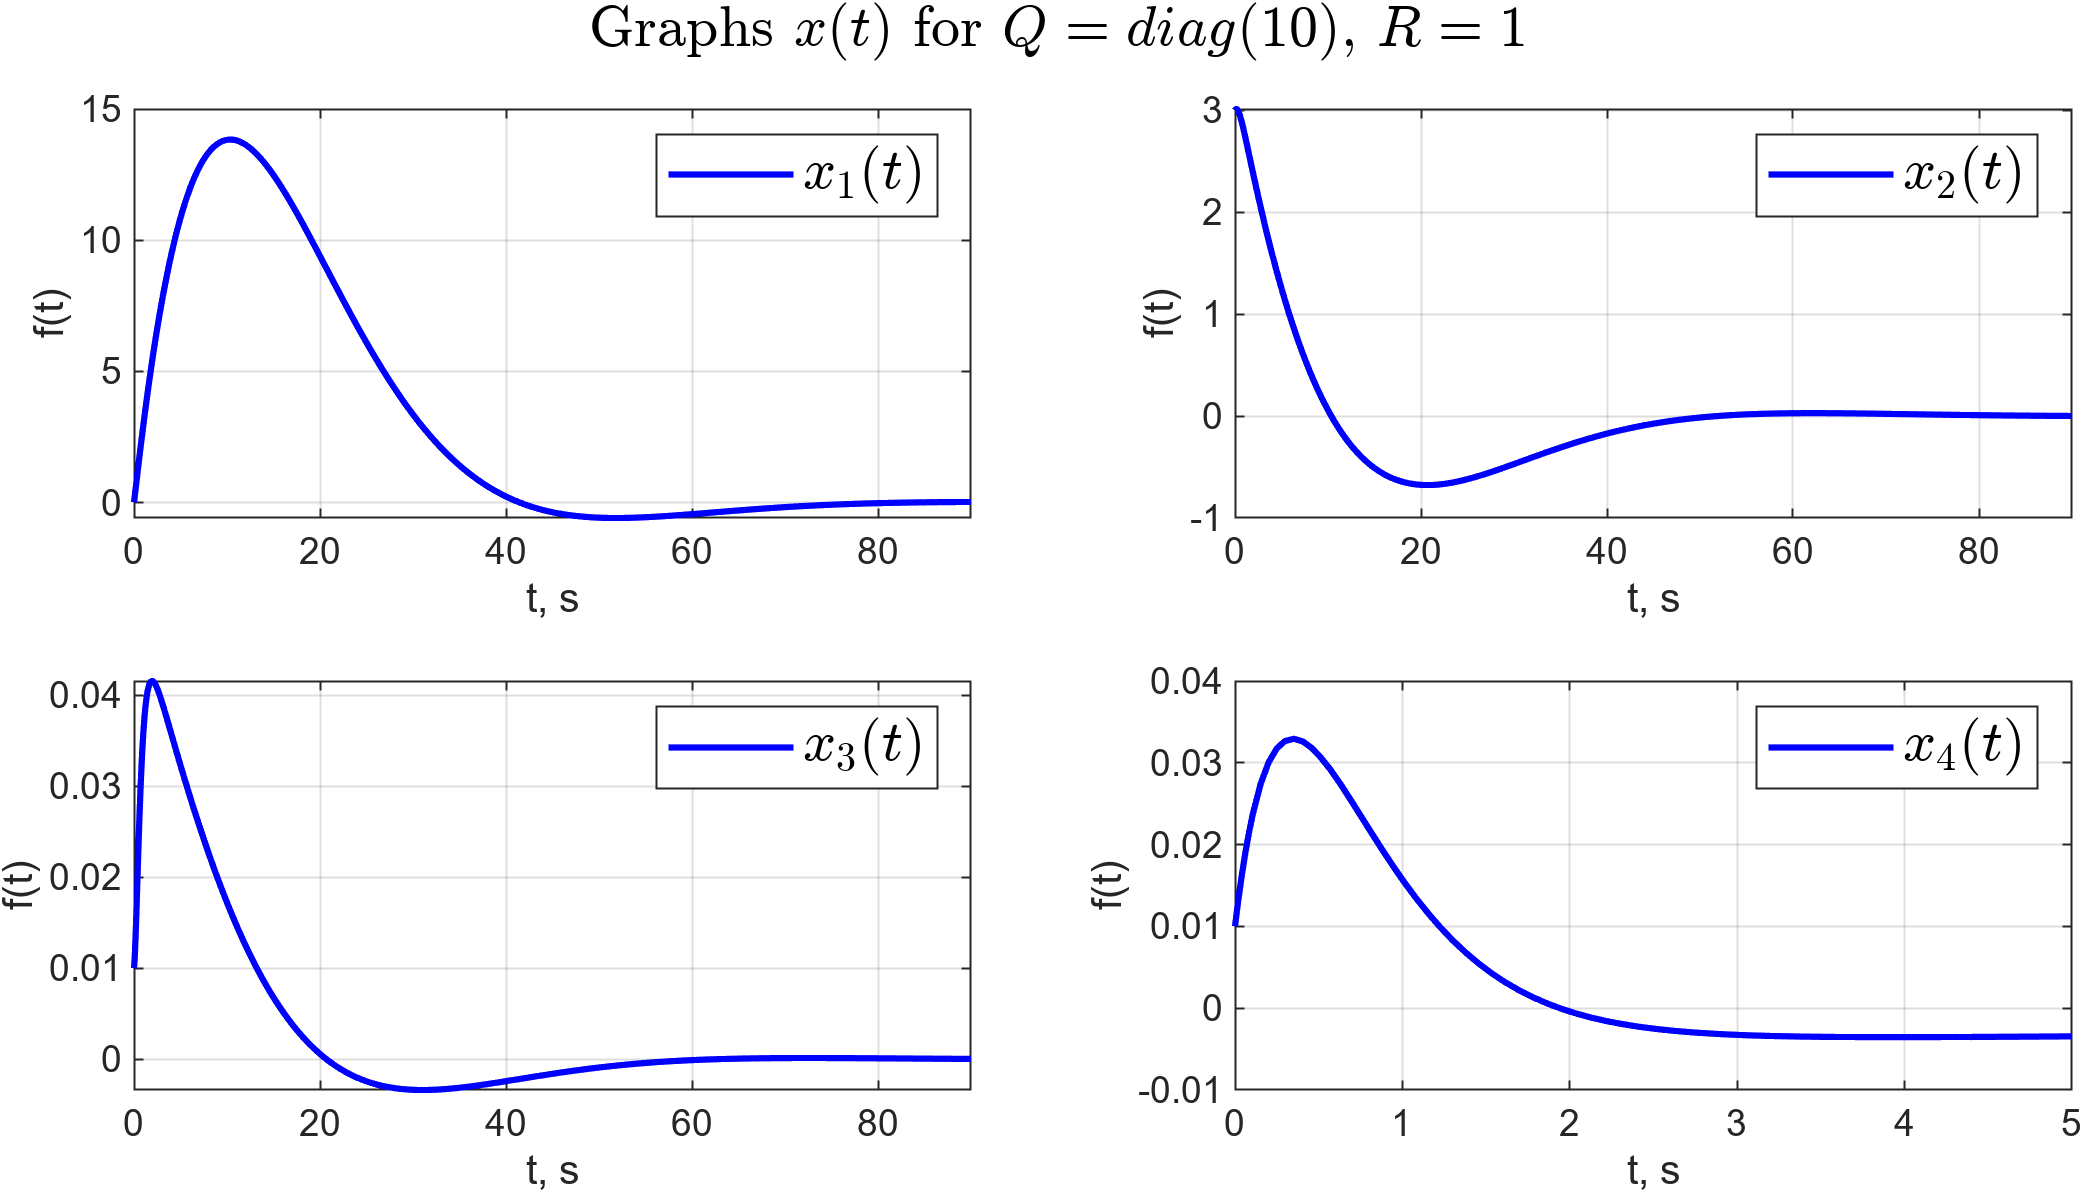 Graphs x(t) for Q = diag(10), R = 1
15
10
5
0
f(t)
x₁(t)
0 20 40 60 80
t, s
3
2
1
0
-1
f(t)
x₂(t)
0 20 40 60 80
t, s
0.04
0.03
0.02
0.01
0
f(t)
x₃(t)
0 20 40 60 80
t, s
0.04
0.03
0.02
0.01
0
-0.01
f(t)
x₄(t)
0 1 2 3 4 5
t, s